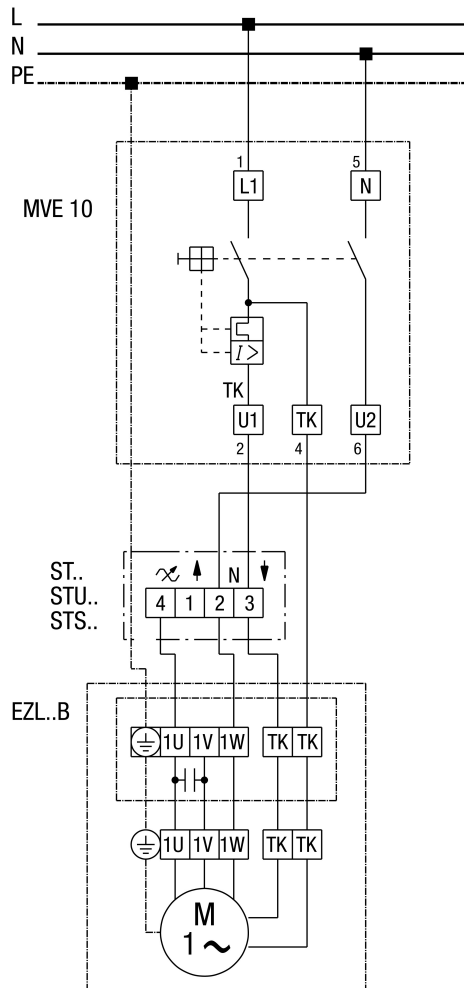 L
N
PE
1 5
L1 N
MVE 10
I >
TK
U1 TK U2
2 4 6
ST..
STU..
STS..
N
4 1 2 3
EZL..B
1U 1V 1W TK TK
1U 1V 1W TK TK
M
1 ~